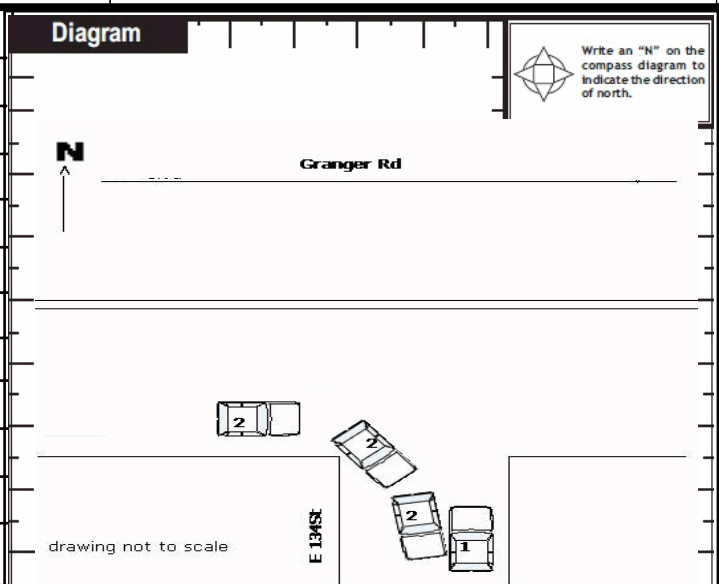 Diagram
Write an “N” on the
compass diagram to
indicate the direction
of north.
N
Granger Rd
2
2
2
1
E 134St
drawing not to scale